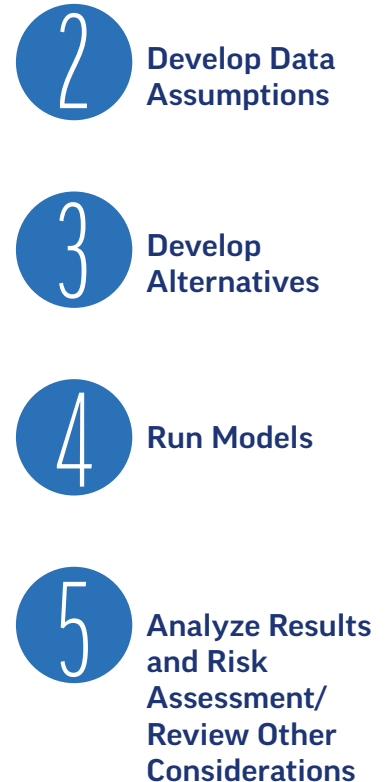 2
Develop Data
Assumptions
3
Develop
Alternatives
4
Run Models
5
Analyze Results
and Risk
Assessment/
Review Other
Considerations